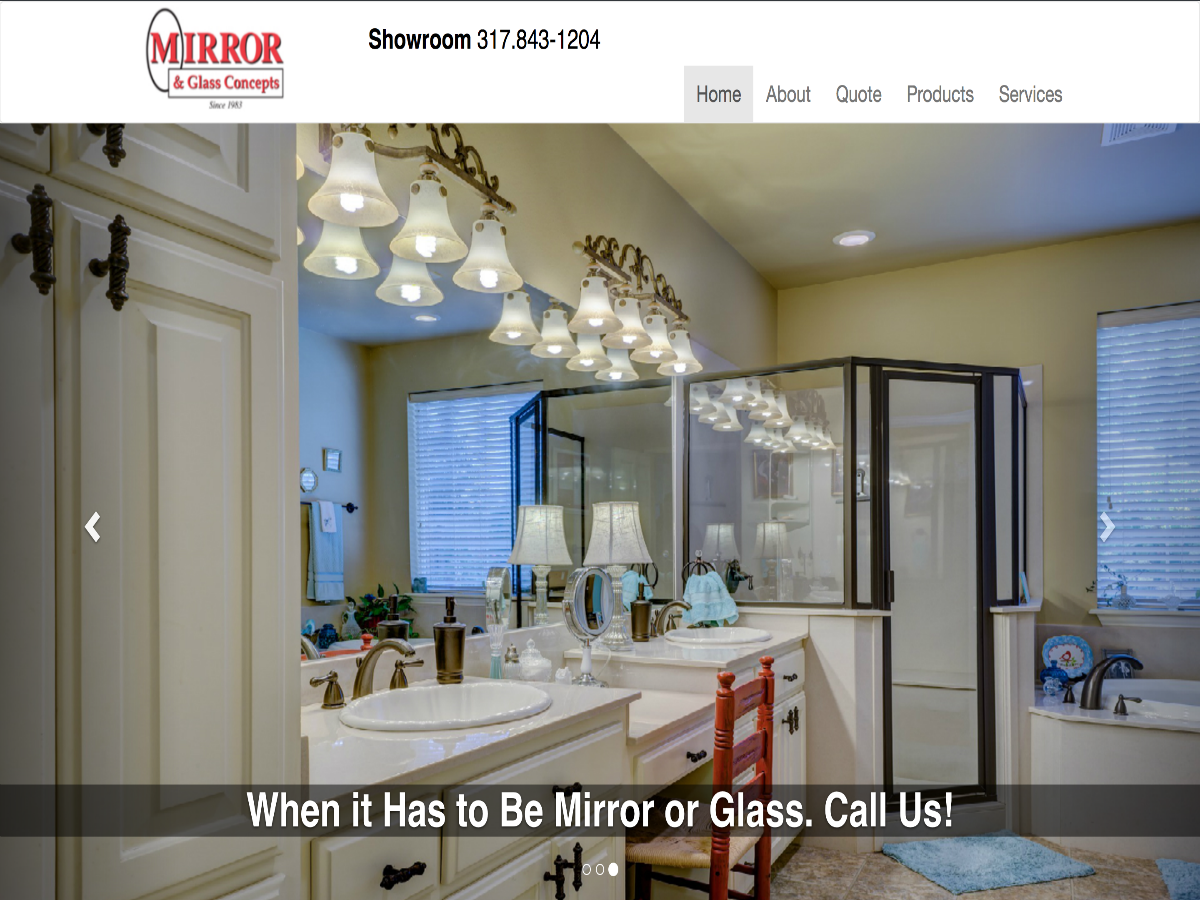 MIRROR
& Glass Concepts
Since 1983
Showroom 317.843-1204
Home About Quote Products Services
When it Has to Be Mirror or Glass. Call Us!